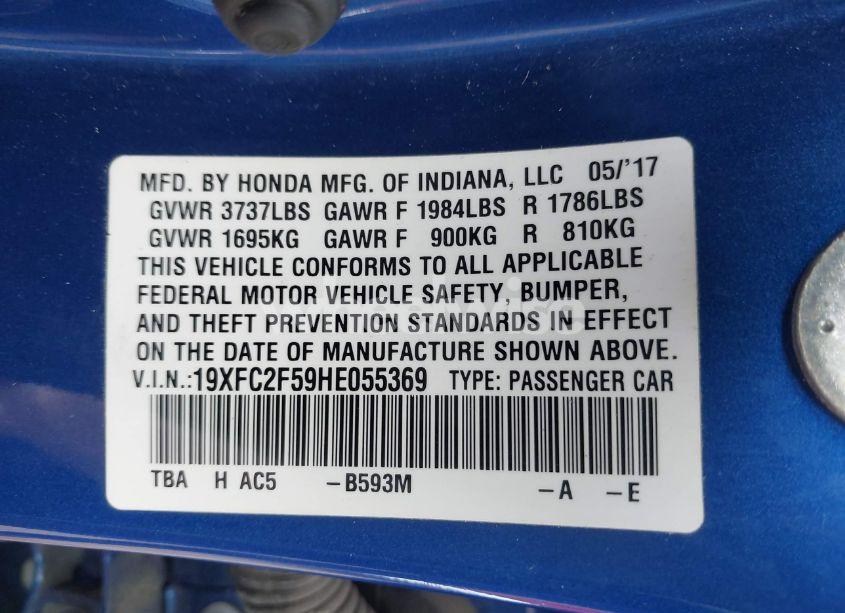 MFD. BY HONDA MFG. OF INDIANA, LLC 05/'17
GVWR 3737LBS GAWR F 1984LBS R 1786LBS
GVWR 1695KG GAWR F 900KG R 810KG
THIS VEHICLE CONFORMS TO ALL APPLICABLE
FEDERAL MOTOR VEHICLE SAFETY, BUMPER,
AND THEFT PREVENTION STANDARDS IN EFFECT
ON THE DATE OF MANUFACTURE SHOWN ABOVE.
V.I.N.:19XFC2F59HE055369 TYPE: PASSENGER CAR
TBA H AC5 -B593M -A -E